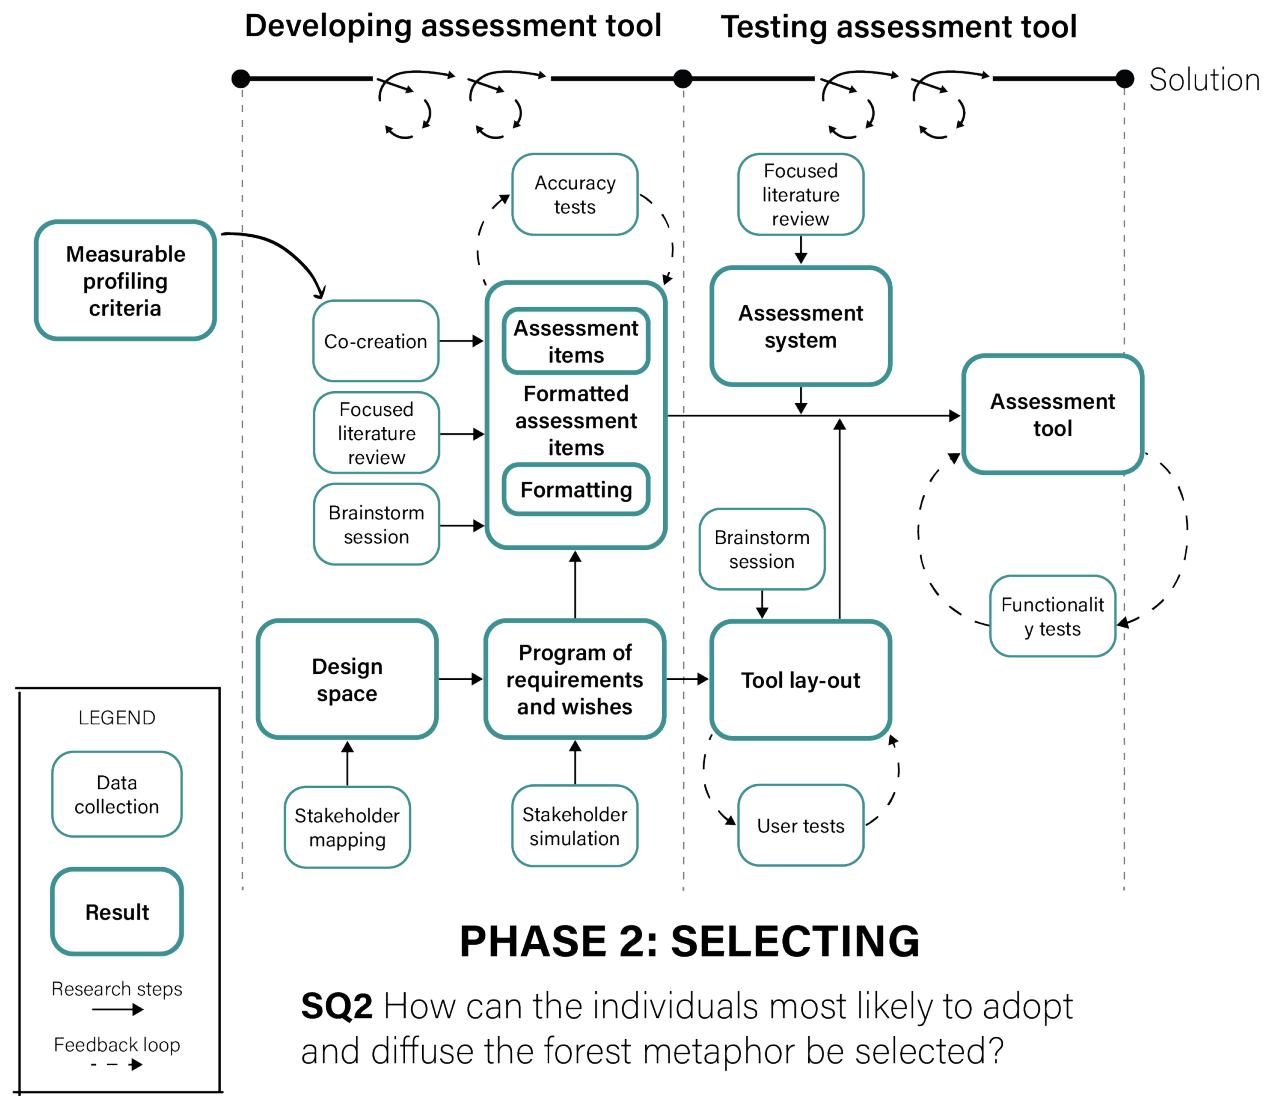 Developing assessment tool
Testing assessment tool
Solution
Accuracy
tests
Focused
literature
review
Measurable
profiling
criteria
Co-creation
Assessment
items
Assessment
system
Focused
literature
review
Formatted
assessment
items
Assessment
tool
Brainstorm
session
Formatting
Brainstorm
session
Functionalit
y tests
Design
space
Program of
requirements
and wishes
Tool lay-out
Stakeholder
mapping
Stakeholder
simulation
User tests
LEGEND
Data
collection
Result
Research steps
Feedback loop
PHASE 2: SELECTING
SQ2 How can the individuals most likely to adopt
and diffuse the forest metaphor be selected?